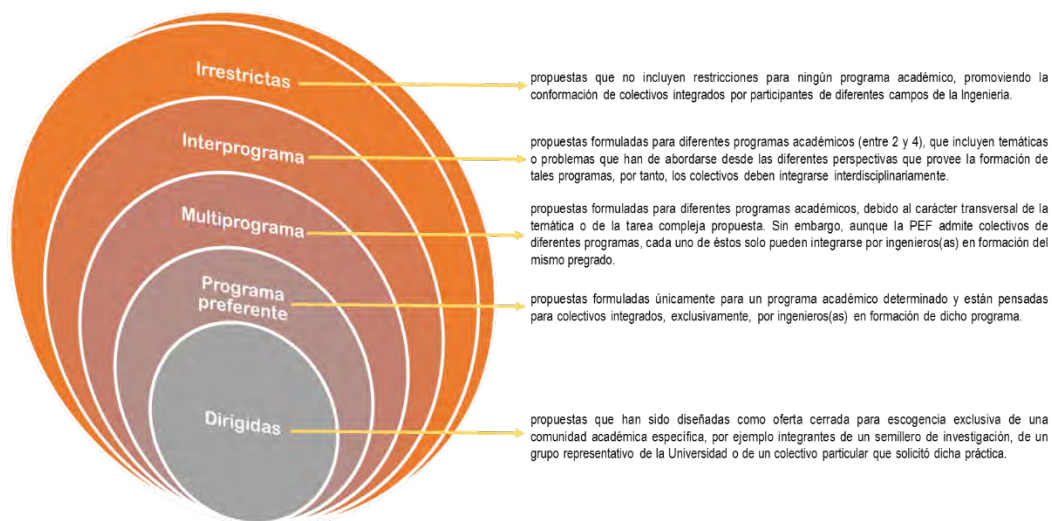 Irrestrictas
propuestas que no incluyen restricciones para ningún programa académico, promoviendo la
conformación de colectivos integrados por participantes de diferentes campos de la Ingeniería.
Interprograma
propuestas formuladas para diferentes programas académicos (entre 2 y 4), que incluyen temáticas
o problemas que han de abordarse desde las diferentes perspectivas que provee la formación de
tales programas, por tanto, los colectivos deben integrarse interdisciplinariamente.
Multiprograma
propuestas formuladas para diferentes programas académicos, debido al carácter transversal de la
temática o de la tarea compleja propuesta. Sin embargo, aunque la PEF admite colectivos de
diferentes programas, cada uno de éstos solo pueden integrarse por ingenieros(as) en formación del
mismo pregrado.
Programa
preferente
propuestas formuladas únicamente para un programa académico determinado y están pensadas
para colectivos integrados, exclusivamente, por ingenieros(as) en formación de dicho programa.
Dirigidas
propuestas que han sido diseñadas como oferta cerrada para escogencia exclusiva de una
comunidad académica específica, por ejemplo integrantes de un semillero de investigación, de un
grupo representativo de la Universidad o de un colectivo particular que solicitó dicha práctica.